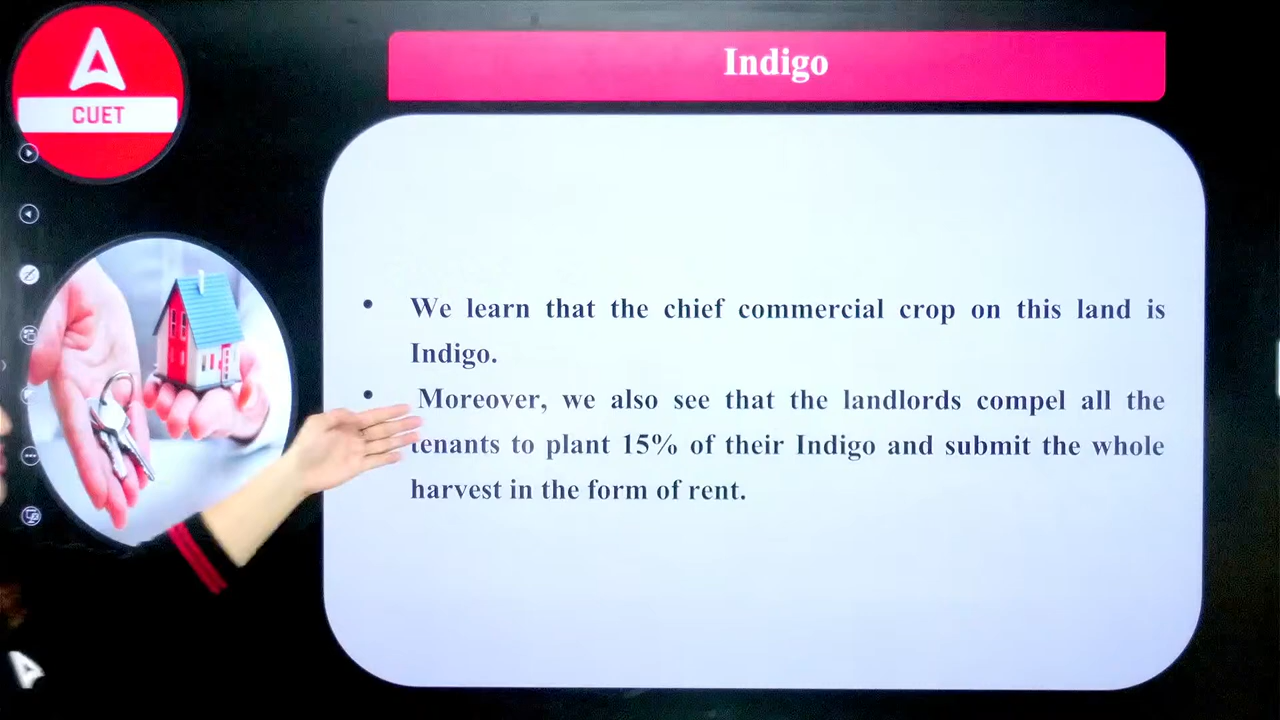 CUET
Indigo
• We learn that the chief commercial crop on this land is
Indigo.
• Moreover, we also see that the landlords compel all the
tenants to plant 15% of their Indigo and submit the whole
harvest in the form of rent.